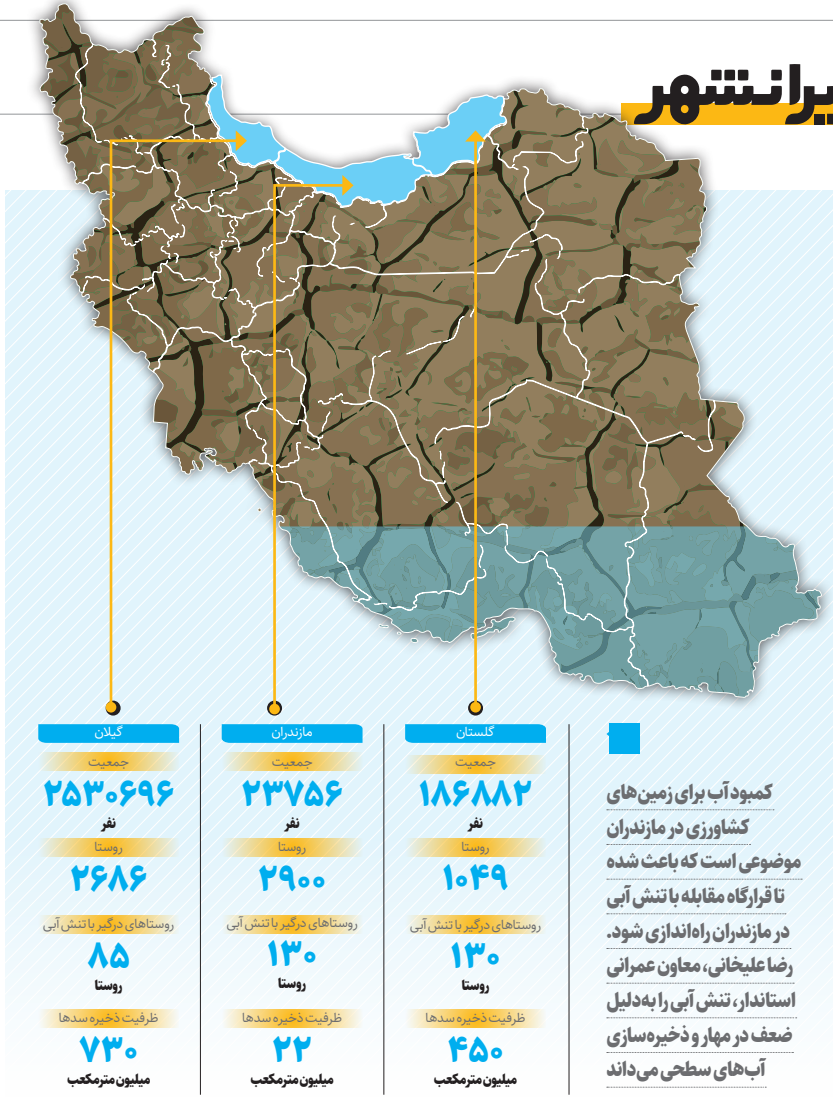 یرانشهر
کمبود آب برای زمین‌های
کشاورزی در مازندران
موضوعی است که باعث شده
تا قرارگاه مقابله با تنش آبی
در مازندران راه‌اندازی شود.
رضا علیخانی، معاون عمرانی
استاندار، تنش آبی را به‌دلیل
ضعف در مهار و ذخیره‌سازی
آب‌های سطحی می‌داند
گلستان
جمعیت
۱۸۶۸۸۲
نفر
روستا
۱۰۴۹
روستاهای درگیر با تنش آبی
۱۳۰
روستا
ظرفیت ذخیره سدها
۴۵۰
میلیون مترمکعب
مازندران
جمعیت
۲۳۷۵۶
نفر
روستا
۲۹۰۰
روستاهای درگیر با تنش آبی
۱۳۰
روستا
ظرفیت ذخیره سدها
۲۲
میلیون مترمکعب
گیلان
جمعیت
۲۵۳۰۶۹۶
نفر
روستا
۲۶۸۶
روستاهای درگیر با تنش آبی
۸۵
روستا
ظرفیت ذخیره سدها
۷۳۰
میلیون مترمکعب